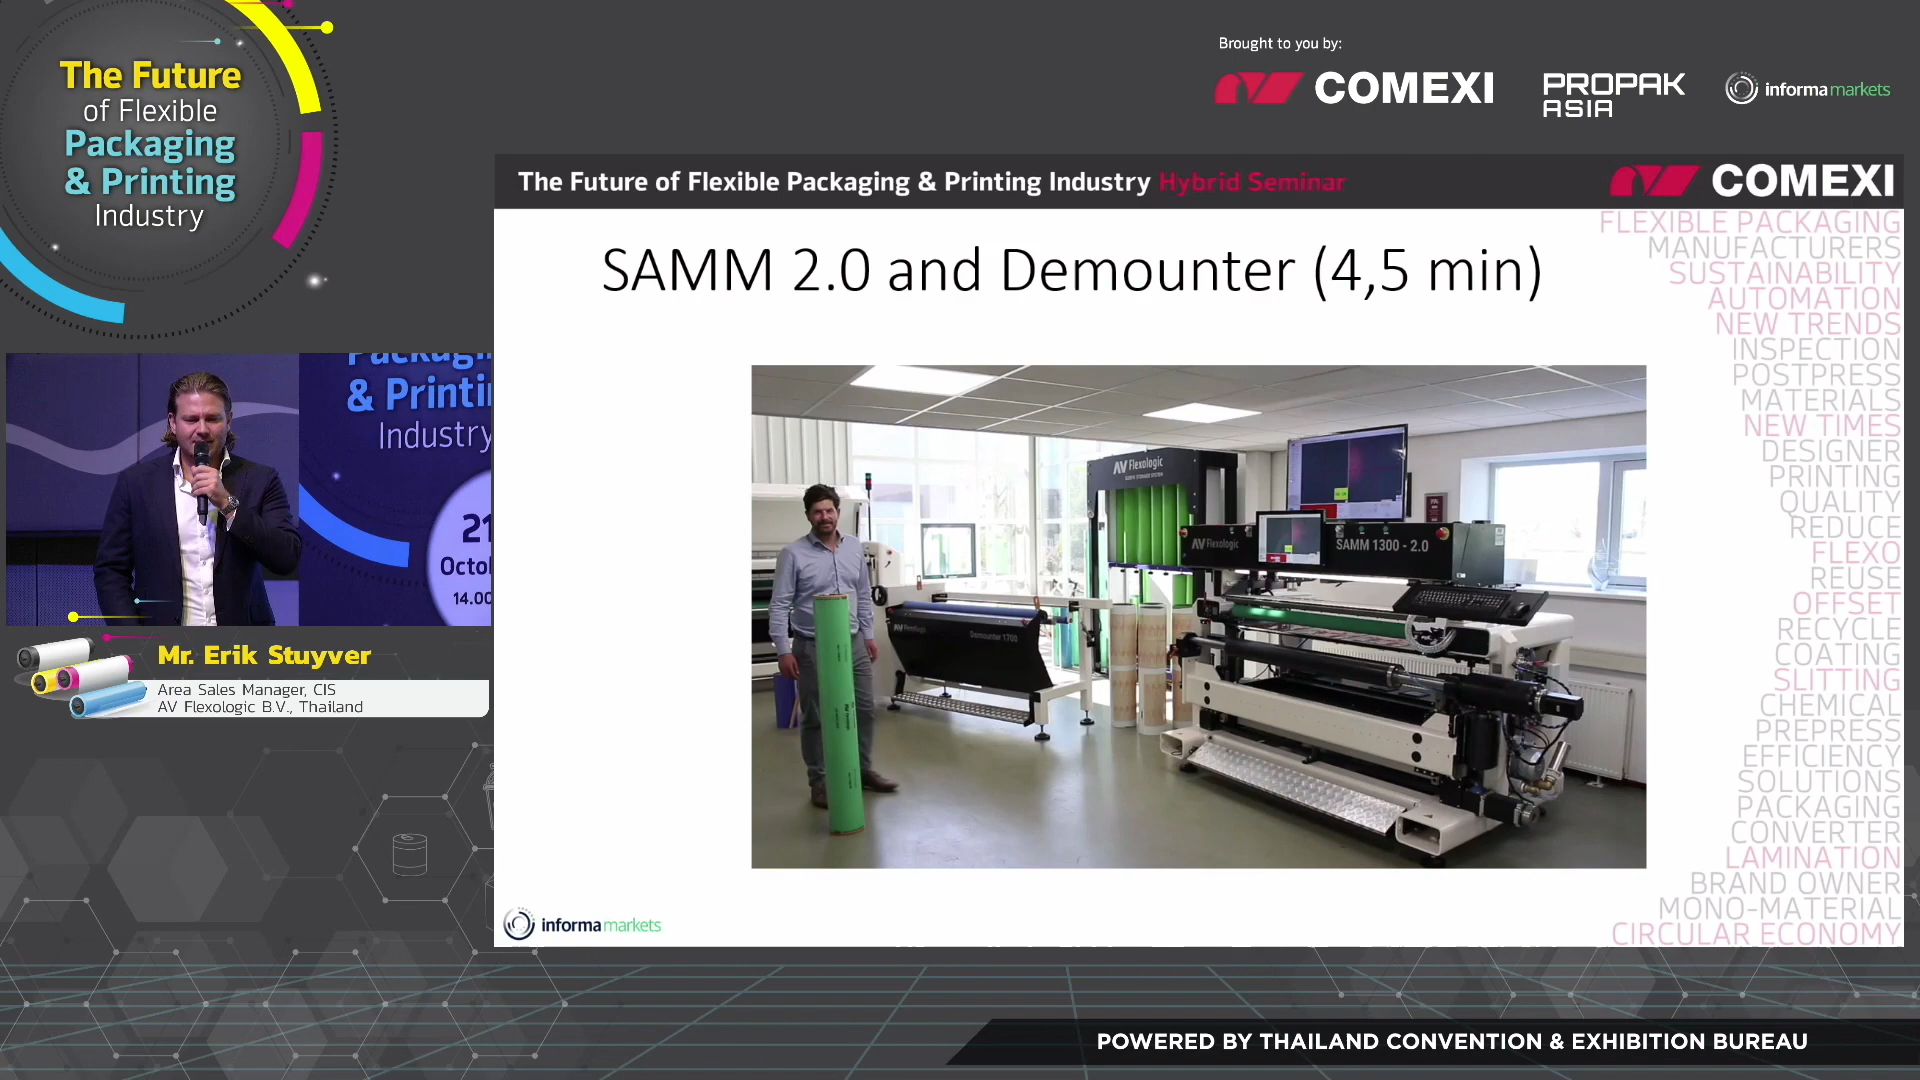 The Future
of Flexible
Packaging
& Printing
Industry
Brought to you by:
COMEXI
PROPAK
ASIA
informa markets
The Future of Flexible Packaging & Printing Industry Hybrid Seminar
COMEXI
SAMM 2.0 and Demounter (4,5 min)
FLEXIBLE PACKAGING
MANUFACTURERS
SUSTAINABILITY
AUTOMATION
NEW TRENDS
INSPECTION
POSTPRESS
MATERIALS
NEW TIMES
DESIGNER
PRINTING
QUALITY
REDUCE
FLEXO
REUSE
OFFSET
RECYCLE
COATING
SLITTING
CHEMICAL
PREPRESS
EFFICIENCY
SOLUTIONS
PACKAGING
CONVERTER
LAMINATION
BRAND OWNER
MONO-MATERIAL
CIRCULAR ECONOMY
AV Flexologic
AV Flexologic
SAMM 1300 - 2.0
AV Flexologic
Demounter 1700
& Printi
Industry
21
Octo
14.00
Mr. Erik Stuyver
Area Sales Manager, CIS
AV Flexologic B.V., Thailand
informa markets
POWERED BY THAILAND CONVENTION & EXHIBITION BUREAU